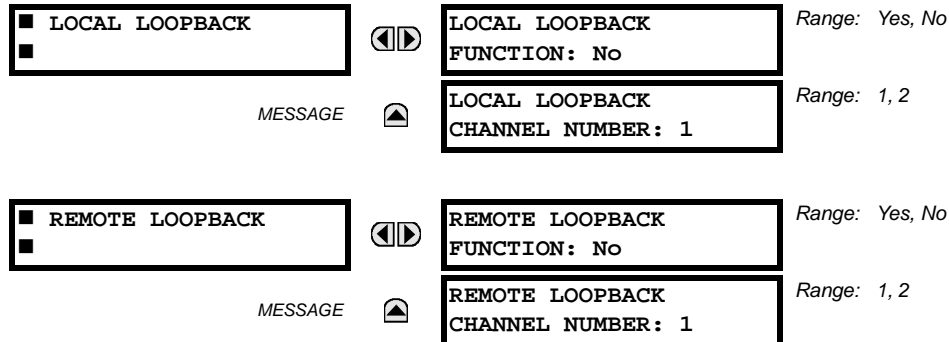 ■ LOCAL LOOPBACK
■
LOCAL LOOPBACK
FUNCTION: No
Range: Yes, No
MESSAGE
LOCAL LOOPBACK
CHANNEL NUMBER: 1
Range: 1, 2
■ REMOTE LOOPBACK
■
REMOTE LOOPBACK
FUNCTION: No
Range: Yes, No
MESSAGE
REMOTE LOOPBACK
CHANNEL NUMBER: 1
Range: 1, 2